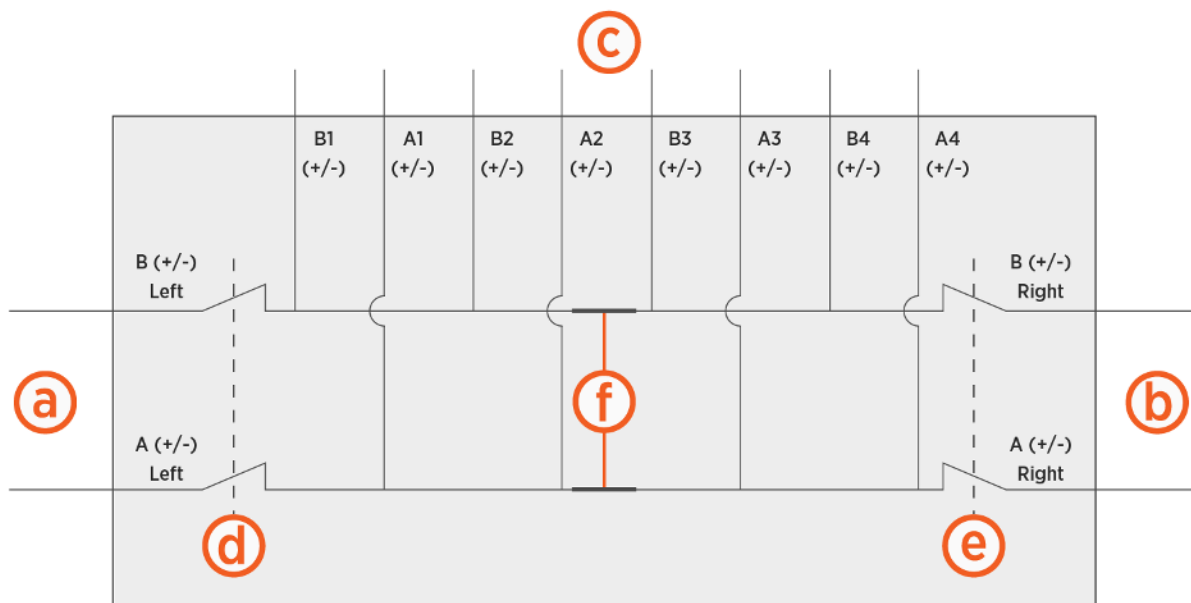 c
B1 A1 B2 A2 B3 A3 B4 A4
(+/-) (+/-) (+/-) (+/-) (+/-) (+/-) (+/-) (+/-)
B (+/-) B (+/-)
Left Right
a f b
A (+/-) A (+/-)
Left Right
d e